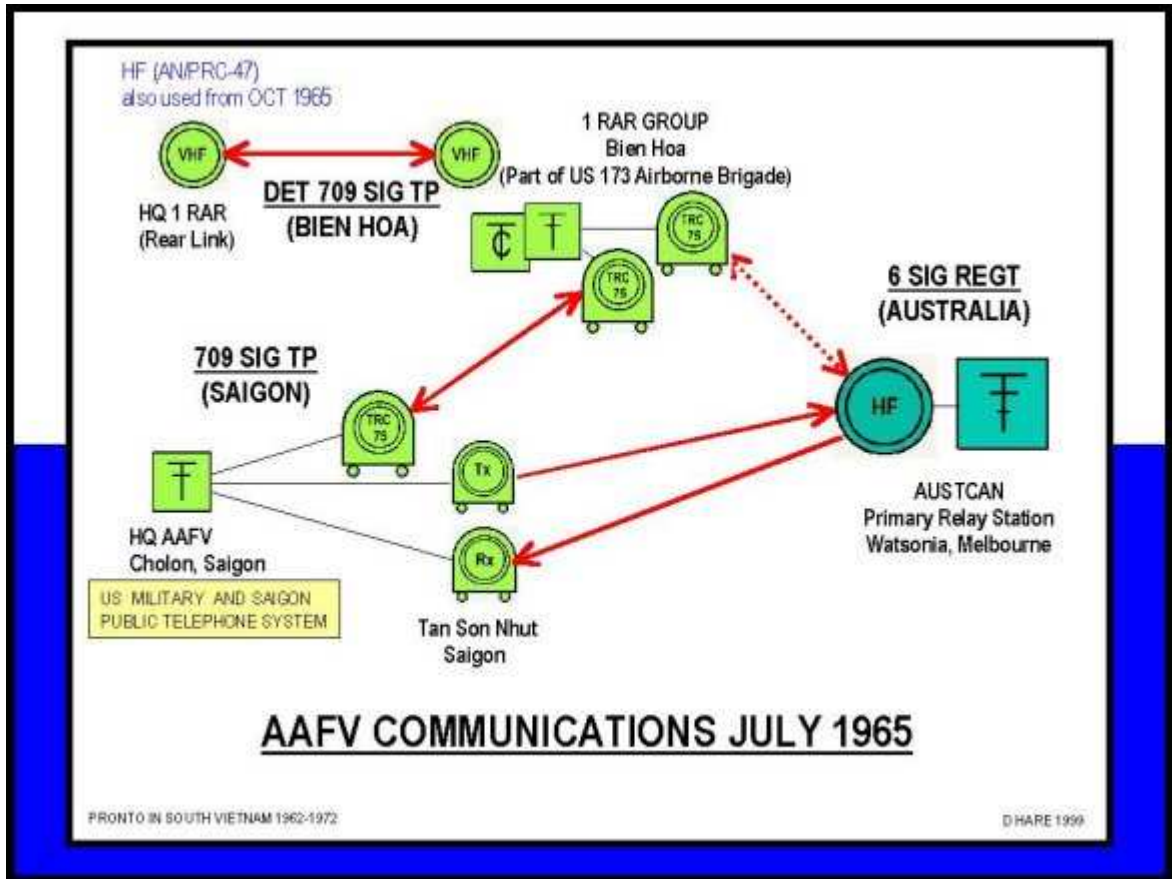 HF (AN/PRC-47)
also used from OCT 1965
VHF
VHF
1 RAR GROUP
Bien Hoa
(Part of US 173 Airborne Brigade)
DET 709 SIG TP
(BIEN HOA)
HQ 1 RAR
(Rear Link)
TRC
75
TRC
75
6 SIG REGT
(AUSTRALIA)
709 SIG TP
(SAIGON)
TRC
75
HF
Tx
AUSTCAN
Primary Relay Station
Watsonia, Melbourne
HQ AAFV
Cholon, Saigon
Rx
US MILITARY AND SAIGON
PUBLIC TELEPHONE SYSTEM
Tan Son Nhut
Saigon
AAFV COMMUNICATIONS JULY 1965
PRONTO IN SOUTH VIETNAM 1962-1972
D HARE 1999